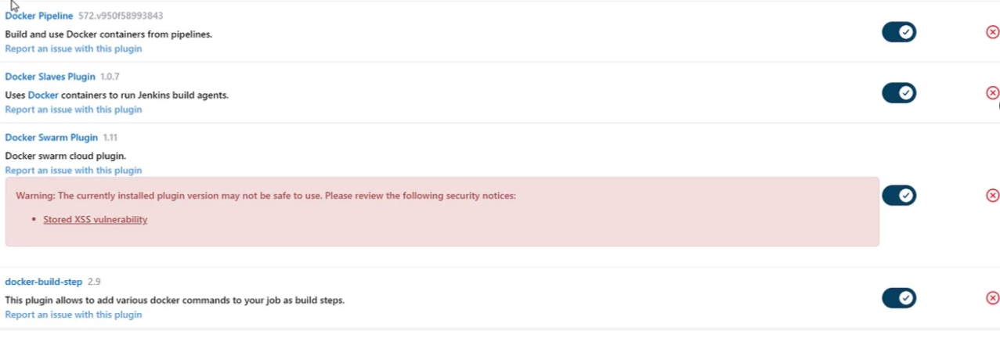 Docker Pipeline 572.v950f58993843
Build and use Docker containers from pipelines.
Report an issue with this plugin
Docker Slaves Plugin 1.0.7
Uses Docker containers to run Jenkins build agents.
Report an issue with this plugin
Docker Swarm Plugin 1.11
Docker swarm cloud plugin.
Report an issue with this plugin
Warning: The currently installed plugin version may not be safe to use. Please review the following security notices:
• Stored XSS vulnerability
docker-build-step 2.9
This plugin allows to add various docker commands to your job as build steps.
Report an issue with this plugin